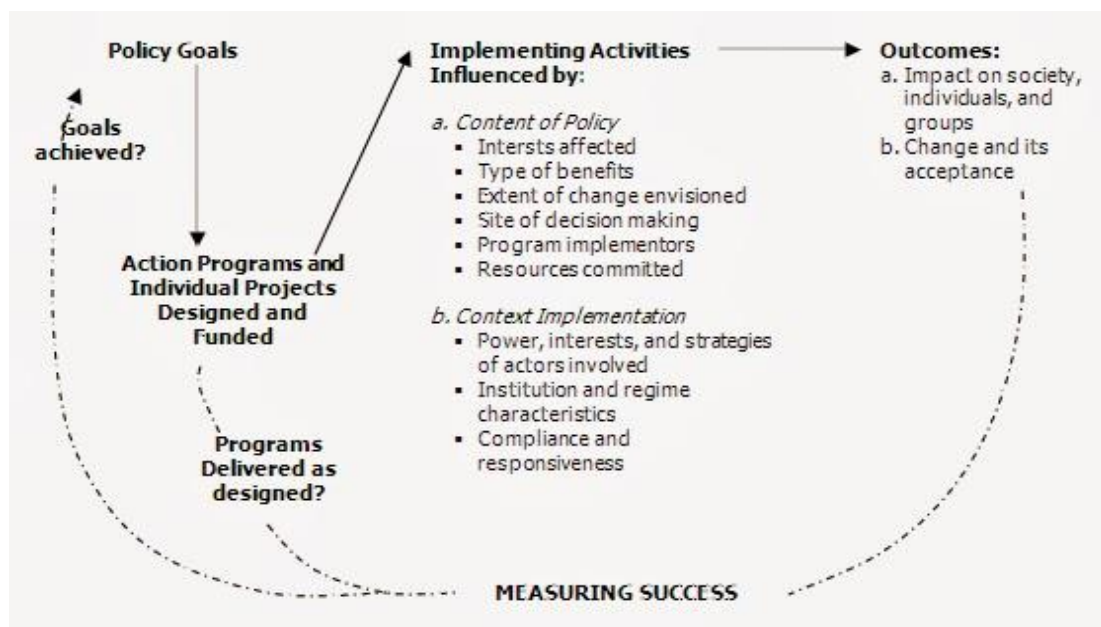 Policy Goals
Goals
achieved?
Action Programs and
Individual Projects
Designed and
Funded
Programs
Delivered as
designed?
Implementing Activities
Influenced by:
a. Content of Policy
▪ Intersts affected
▪ Type of benefits
▪ Extent of change envisioned
▪ Site of decision making
▪ Program implementors
▪ Resources committed
b. Context Implementation
▪ Power, interests, and strategies
of actors involved
▪ Institution and regime
characteristics
▪ Compliance and
responsiveness
Outcomes:
a. Impact on society,
individuals, and
groups
b. Change and its
acceptance
MEASURING SUCCESS